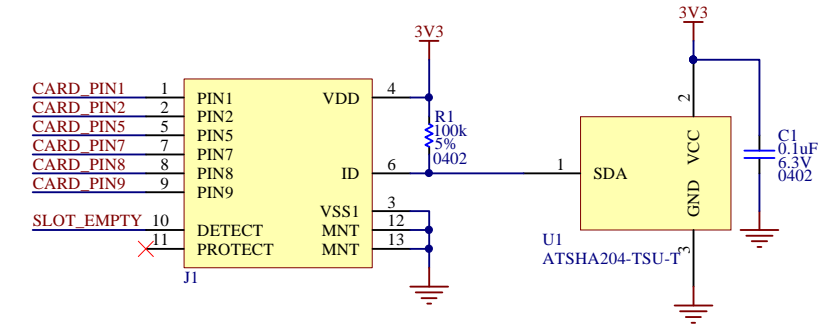 3V3
3V3
CARD_PIN1 1 PIN1 VDD 4
CARD_PIN2 2 PIN2
CARD_PIN5 5 PIN5
CARD_PIN7 7 PIN7
CARD_PIN8 8 PIN8 ID 6
CARD_PIN9 9 PIN9
VSS1 3
SLOT_EMPTY 10 DETECT MNT 12
11 PROTECT MNT 13
J1
R1
100k
5%
0402
1 SDA
2 VCC
GND 3
U1
ATSHA204-TSU-T
C1
0.1uF
6.3V
0402